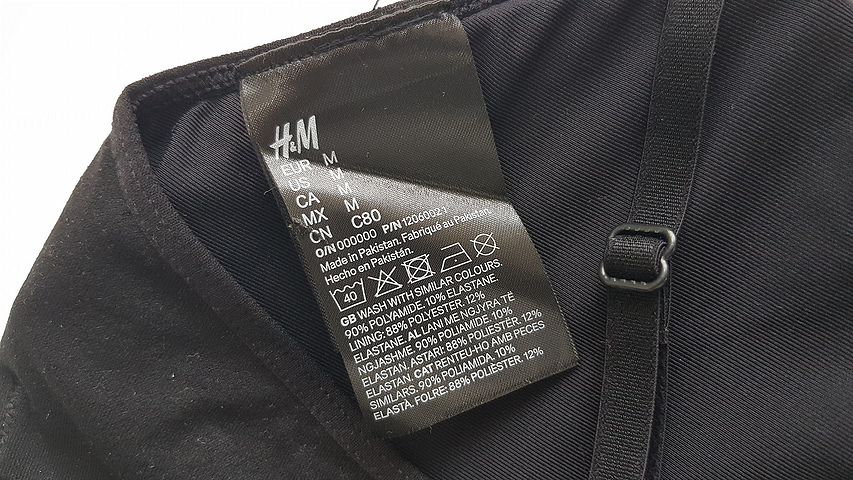 H&M
EUR M
US M
CA M
MX M
CN C80
O/N 000000 P/N 1206002-1
Made in Pakistan. Fabriqué au Pakistan.
Hecho en Pakistán.
40
GB WASH WITH SIMILAR COLOURS.
90% POLYAMIDE, 10% ELASTANE.
LINING: 88% POLYESTER, 12%
ELASTANE. AL LANI ME NGJYRA TË
NGJASHME. 90% POLIAMIDE, 10%
ELASTAN. ASTARI: 88% POLIESTËR, 12%
ELASTAN. CAT RENTEU-HO AMB PECES
SIMILARS. 90% POLIAMIDA, 10%
ELASTÀ. FOLRE: 88% POLIÈSTER, 12%